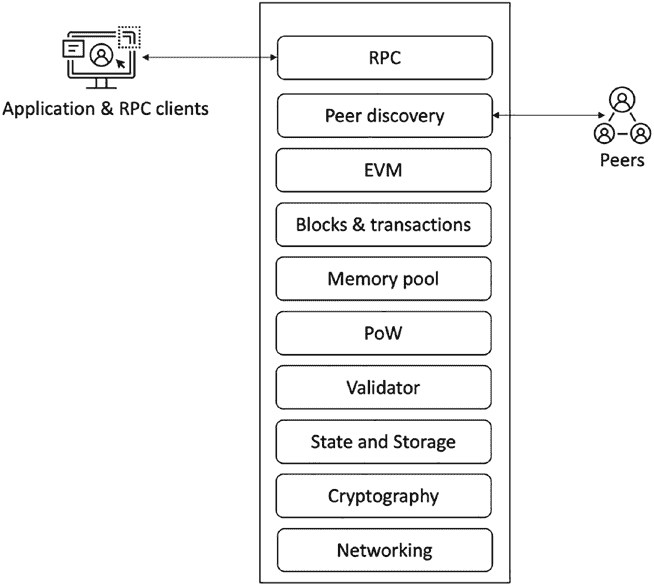 RPC
Application & RPC clients
Peer discovery
Peers
EVM
Blocks & transactions
Memory pool
PoW
Validator
State and Storage
Cryptography
Networking